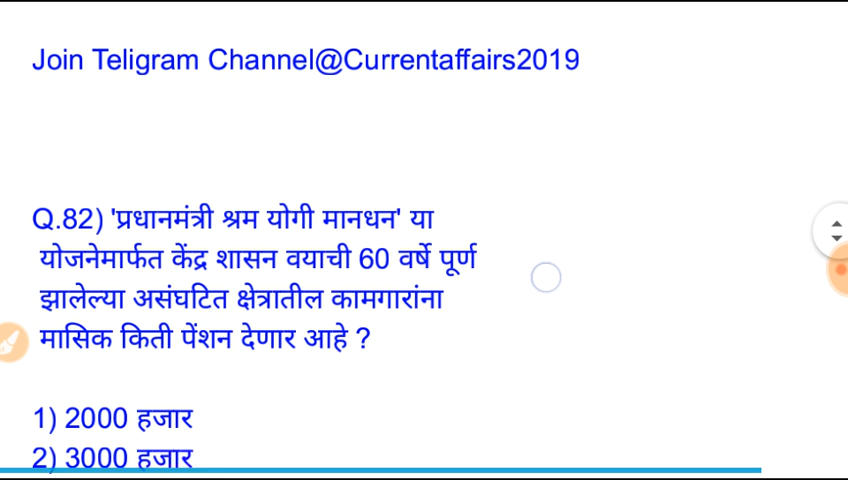 Join Teligram Channel@Currentaffairs2019
Q.82) 'प्रधानमंत्री श्रम योगी मानधन' या
योजनेमार्फत केंद्र शासन वयाची 60 वर्षे पूर्ण
झालेल्या असंघटित क्षेत्रातील कामगारांना
मासिक किती पेंशन देणार आहे ?
1) 2000 हजार
2) 3000 हजार